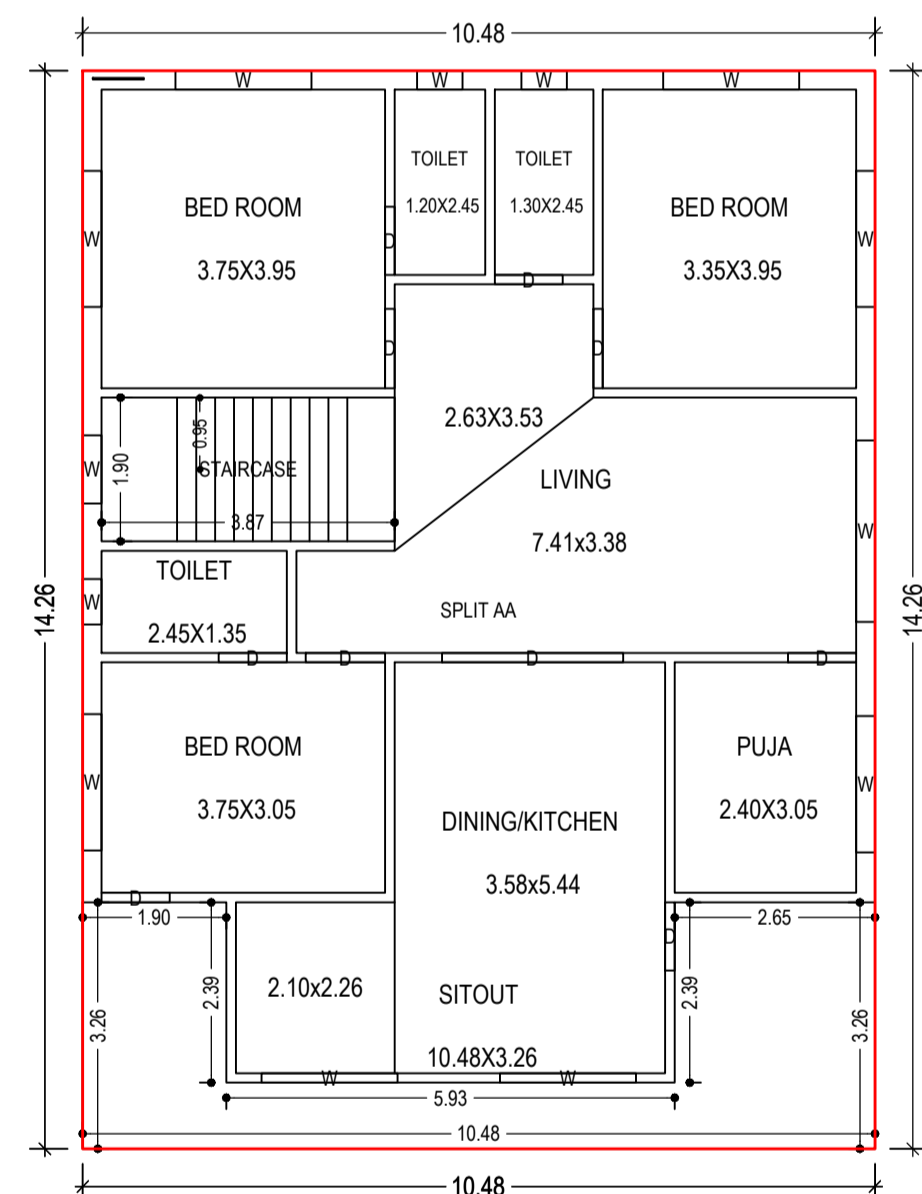 10.48
W W W W
TOILET TOILET
1.20X2.45 1.30X2.45
BED ROOM BED ROOM
3.75X3.95 3.35X3.95
W D W
D
D D
2.63X3.53
0.95
1.90
W STAIRCASE
LIVING
3.87
7.41x3.38
W
TOILET
14.26 14.26
W
SPLIT AA
2.45X1.35
D D D D
BED ROOM PUJA
3.75X3.05 2.40X3.05
W W
DINING/KITCHEN
3.58x5.44
D
1.90 2.65
D
2.39 2.39
2.10x2.26
SITOUT
3.26 3.26
10.48X3.26
W W
5.93
10.48
10.48